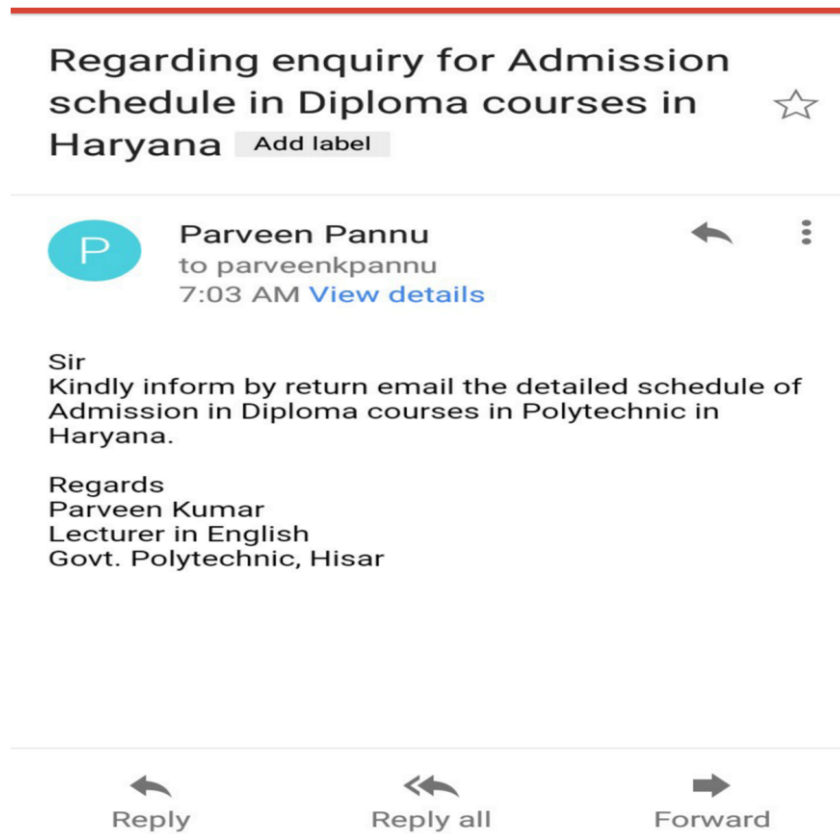 Regarding enquiry for Admission
schedule in Diploma courses in
Haryana Add label
P
Parveen Pannu
to parveenkpannu
7:03 AM View details
Sir
Kindly inform by return email the detailed schedule of
Admission in Diploma courses in Polytechnic in
Haryana.
Regards
Parveen Kumar
Lecturer in English
Govt. Polytechnic, Hisar
Reply Reply all Forward